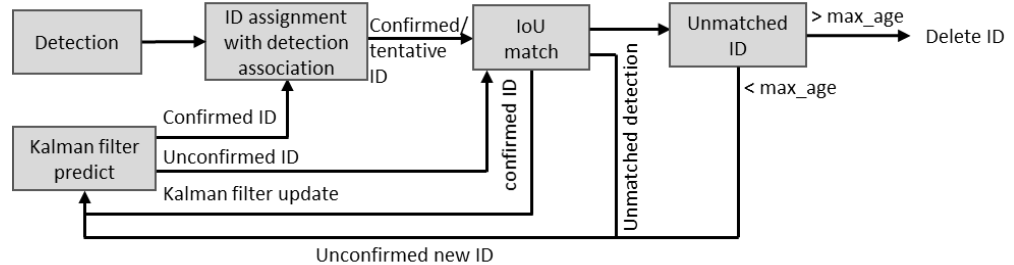 Detection
ID assignment
with detection
association
Confirmed/
tentative
ID
IoU
match
Unmatched
ID
> max_age
Delete ID
< max_age
Confirmed ID
Kalman filter
predict
Unconfirmed ID
Kalman filter update
confirmed ID
Unmatched detection
Unconfirmed new ID